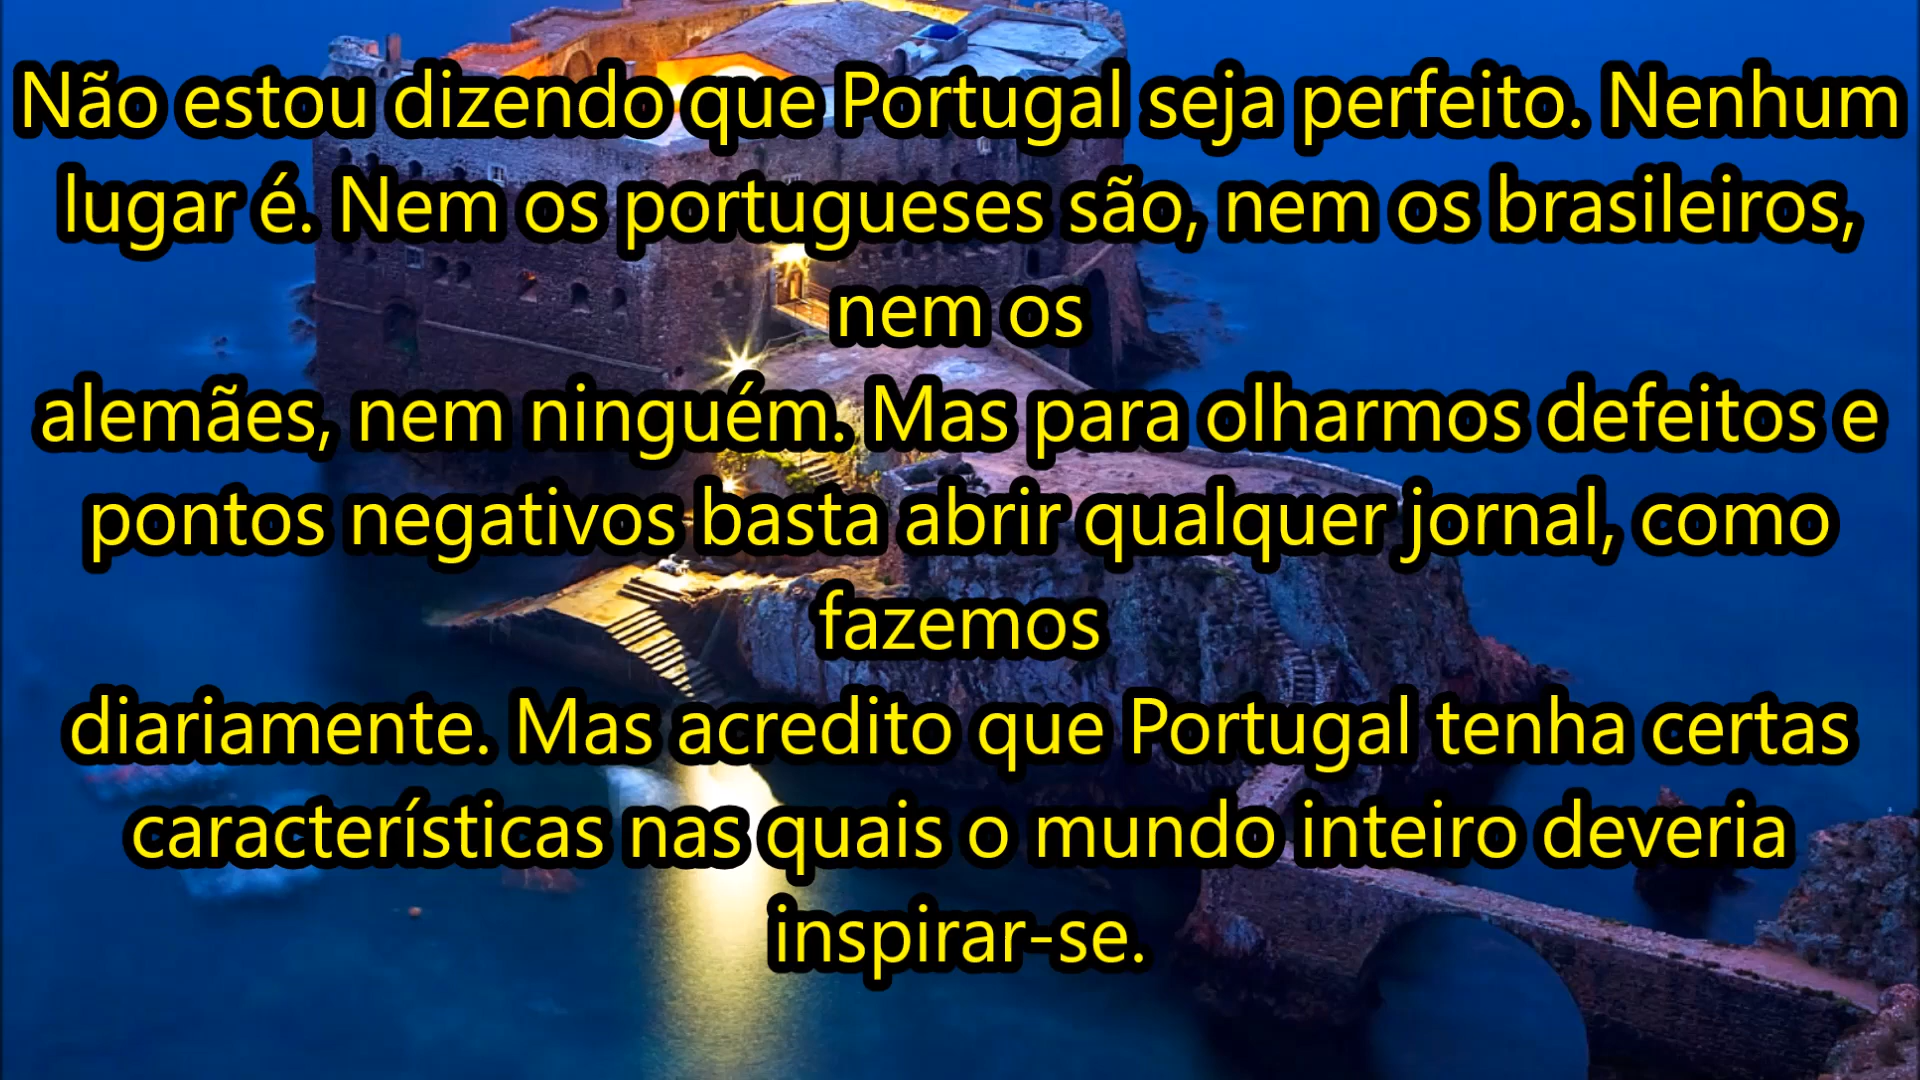 Não estou dizendo que Portugal seja perfeito. Nenhum
lugar é. Nem os portugueses são, nem os brasileiros,
nem os
alemães, nem ninguém. Mas para olharmos defeitos e
pontos negativos basta abrir qualquer jornal, como
fazemos
diariamente. Mas acredito que Portugal tenha certas
características nas quais o mundo inteiro deveria
inspirar-se.